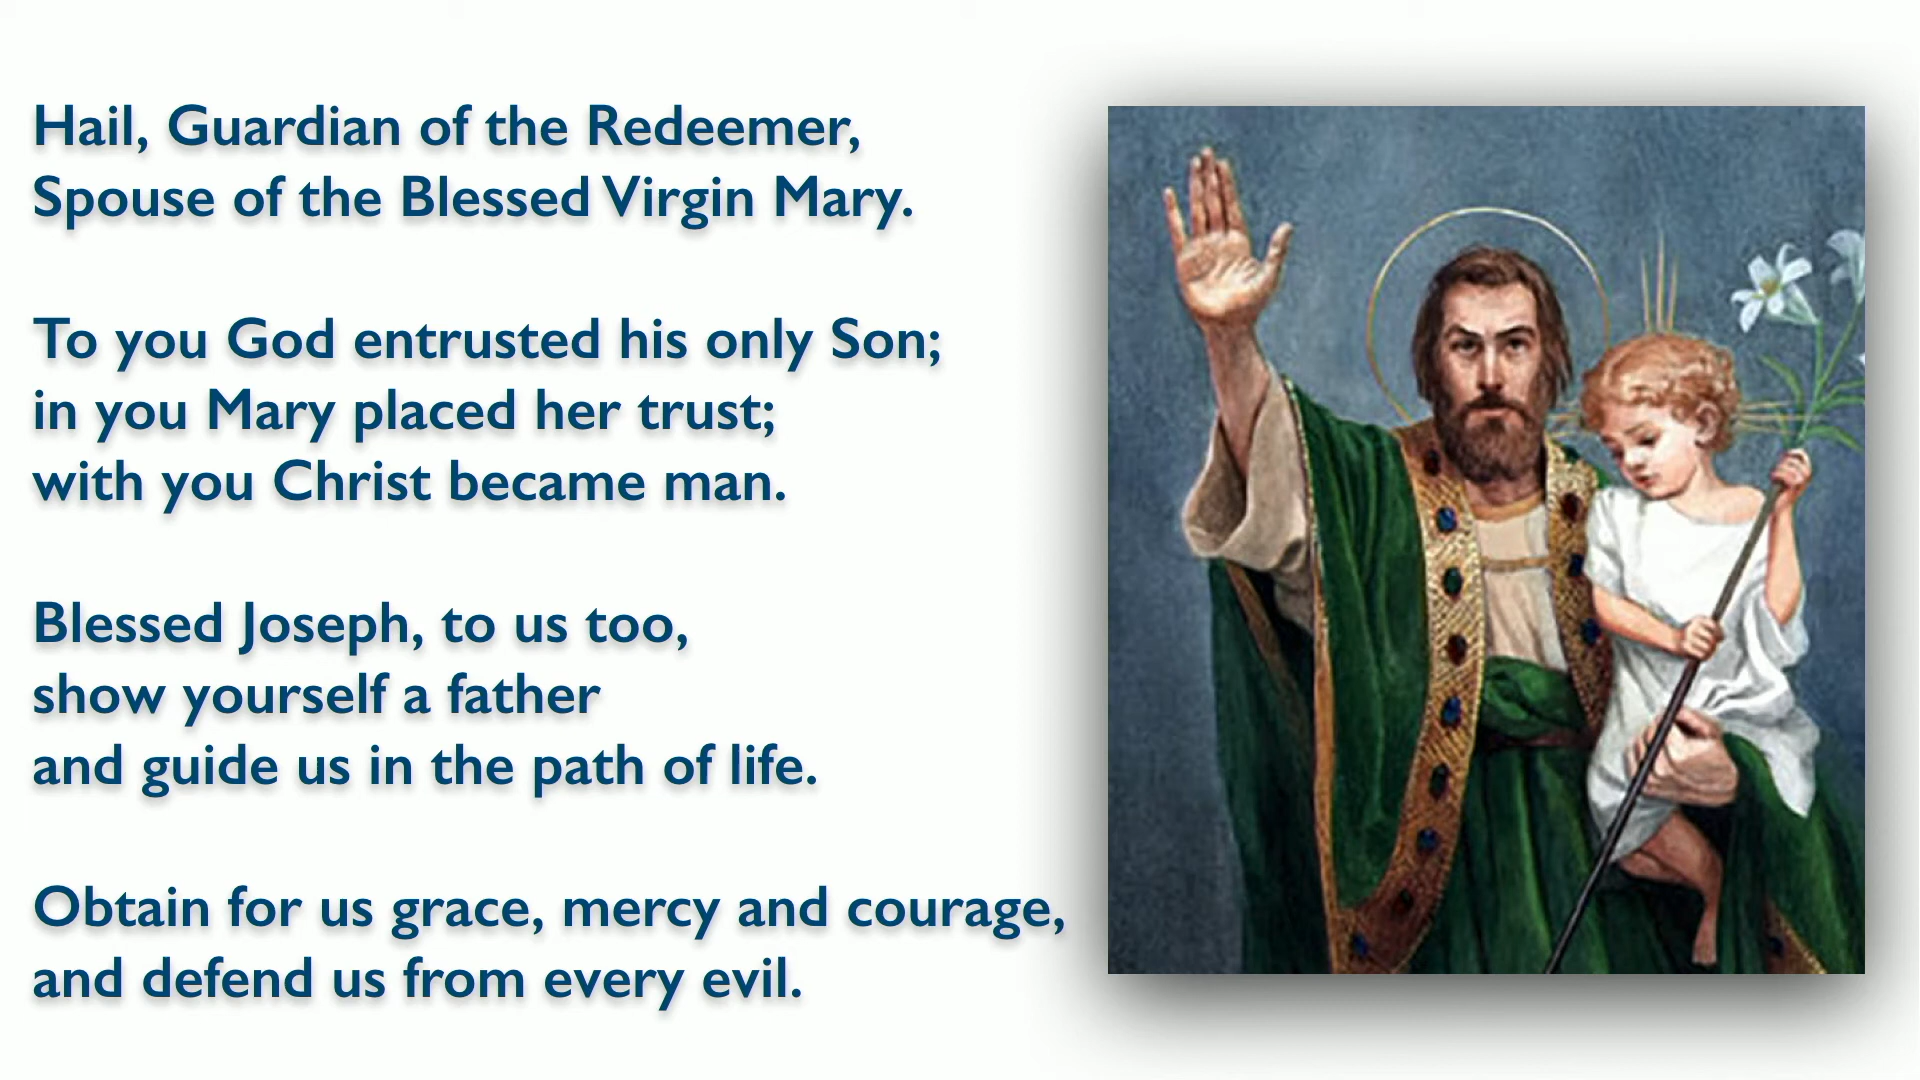 Hail, Guardian of the Redeemer,
Spouse of the Blessed Virgin Mary.
To you God entrusted his only Son;
in you Mary placed her trust;
with you Christ became man.
Blessed Joseph, to us too,
show yourself a father
and guide us in the path of life.
Obtain for us grace, mercy and courage,
and defend us from every evil.